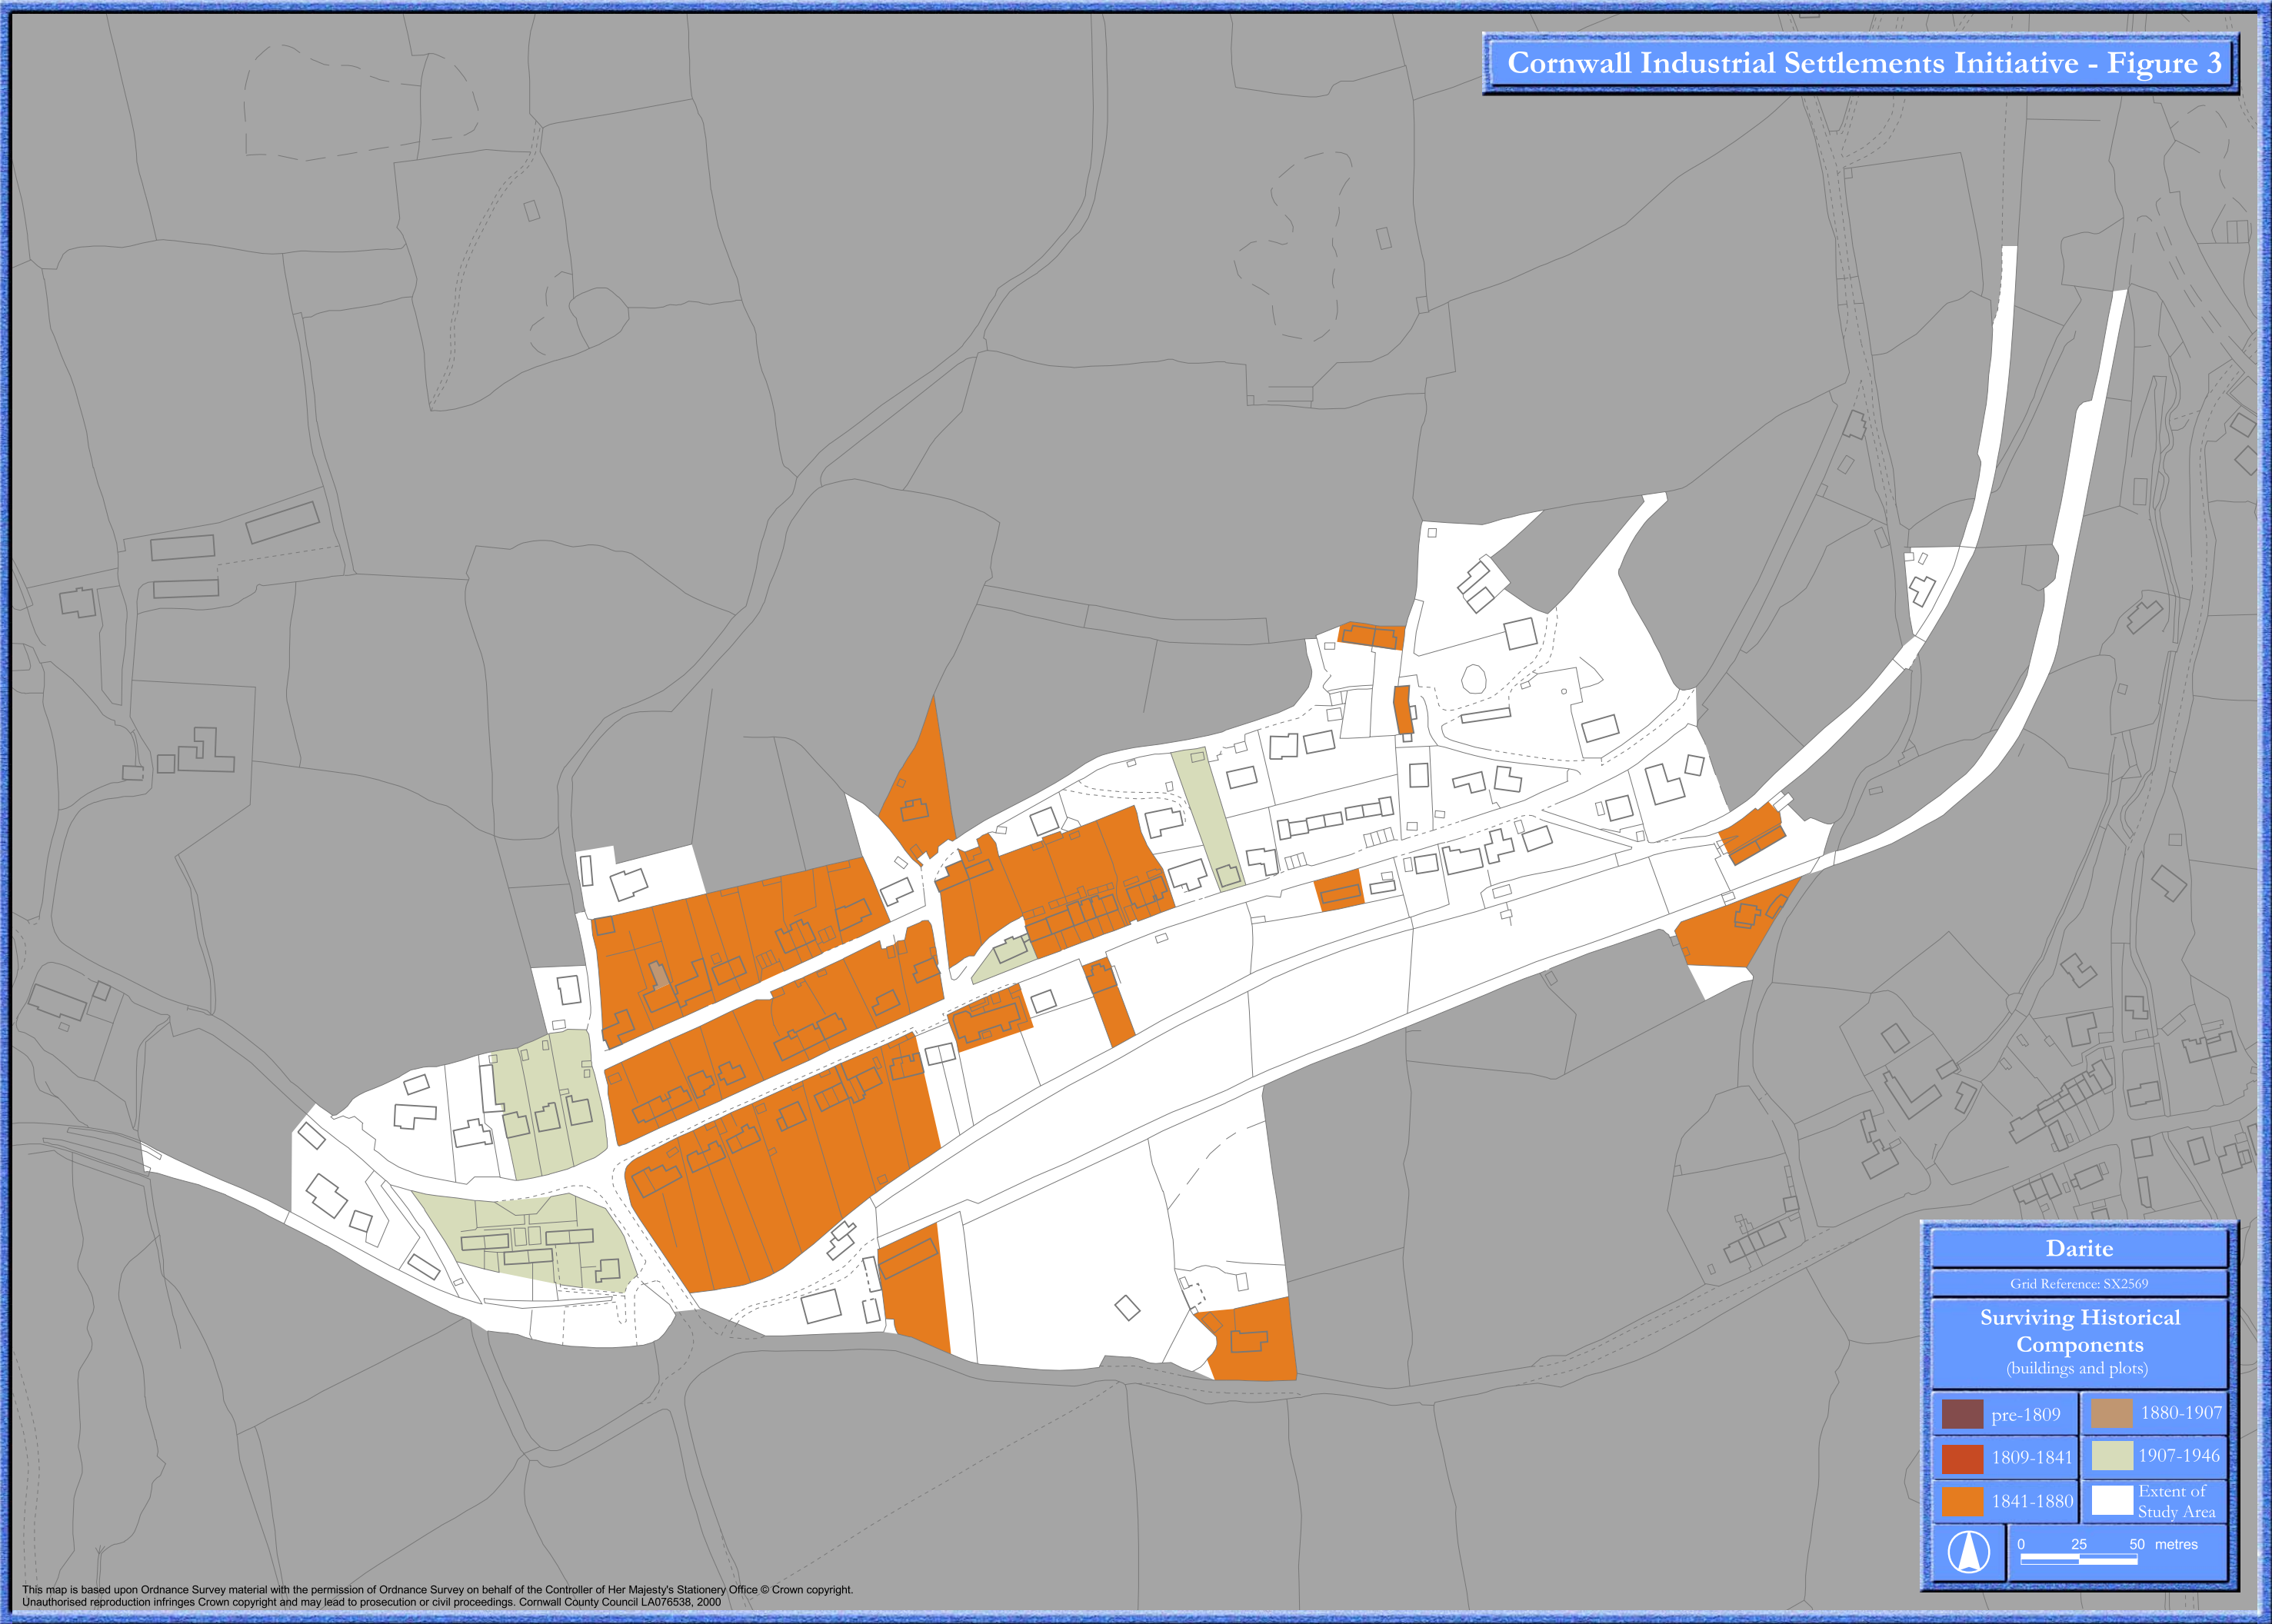 Cornwall Industrial Settlements Initiative - Figure 3
Darite
Grid Reference: SX2569
Surviving Historical
Components
(buildings and plots)
pre-1809
1880-1907
1809-1841
1907-1946
1841-1880
Extent of
Study Area
0 25 50 metres
This map is based upon Ordnance Survey material with the permission of Ordnance Survey on behalf of the Controller of Her Majesty's Stationery Office © Crown copyright.
Unauthorised reproduction infringes Crown copyright and may lead to prosecution or civil proceedings. Cornwall County Council LA076538, 2000